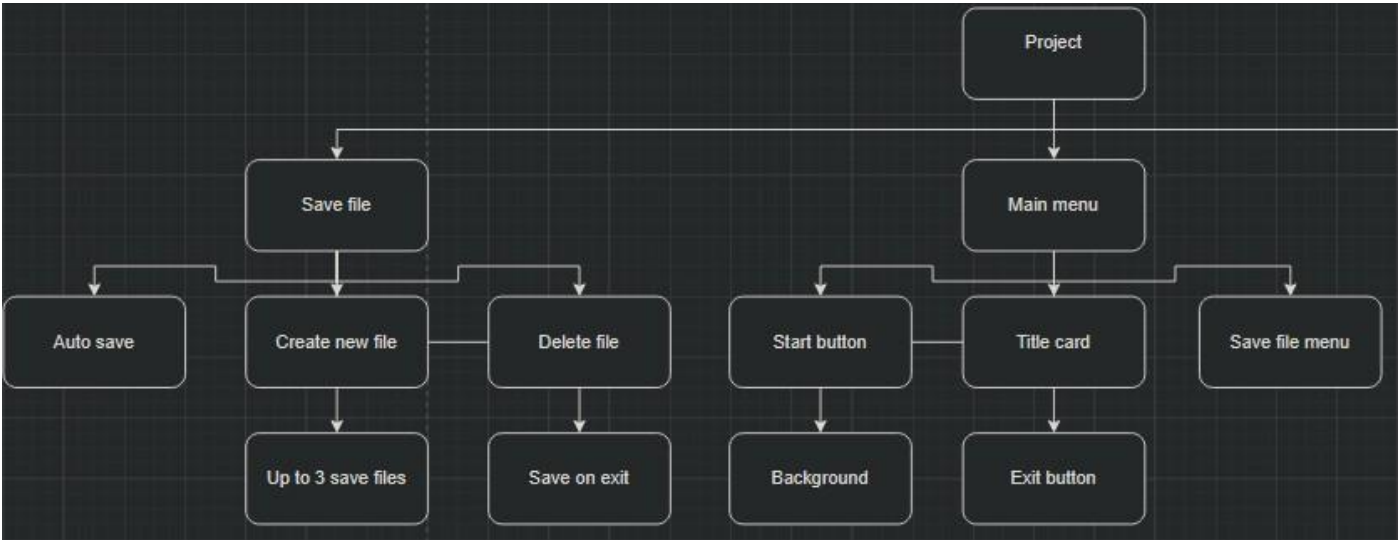 Project
Save file
Main menu
Auto save
Create new file
Delete file
Start button
Title card
Save file menu
Up to 3 save files
Save on exit
Background
Exit button